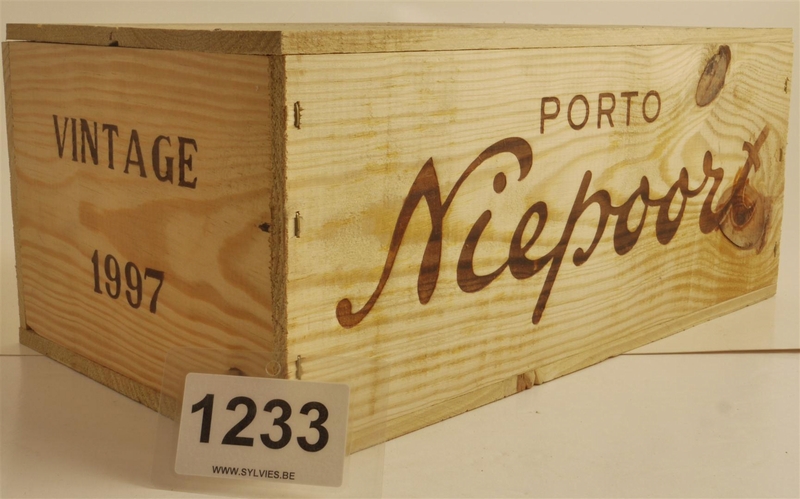 VINTAGE
1997
PORTO
Niepoort
1233
WWW.SYLVIES.BE